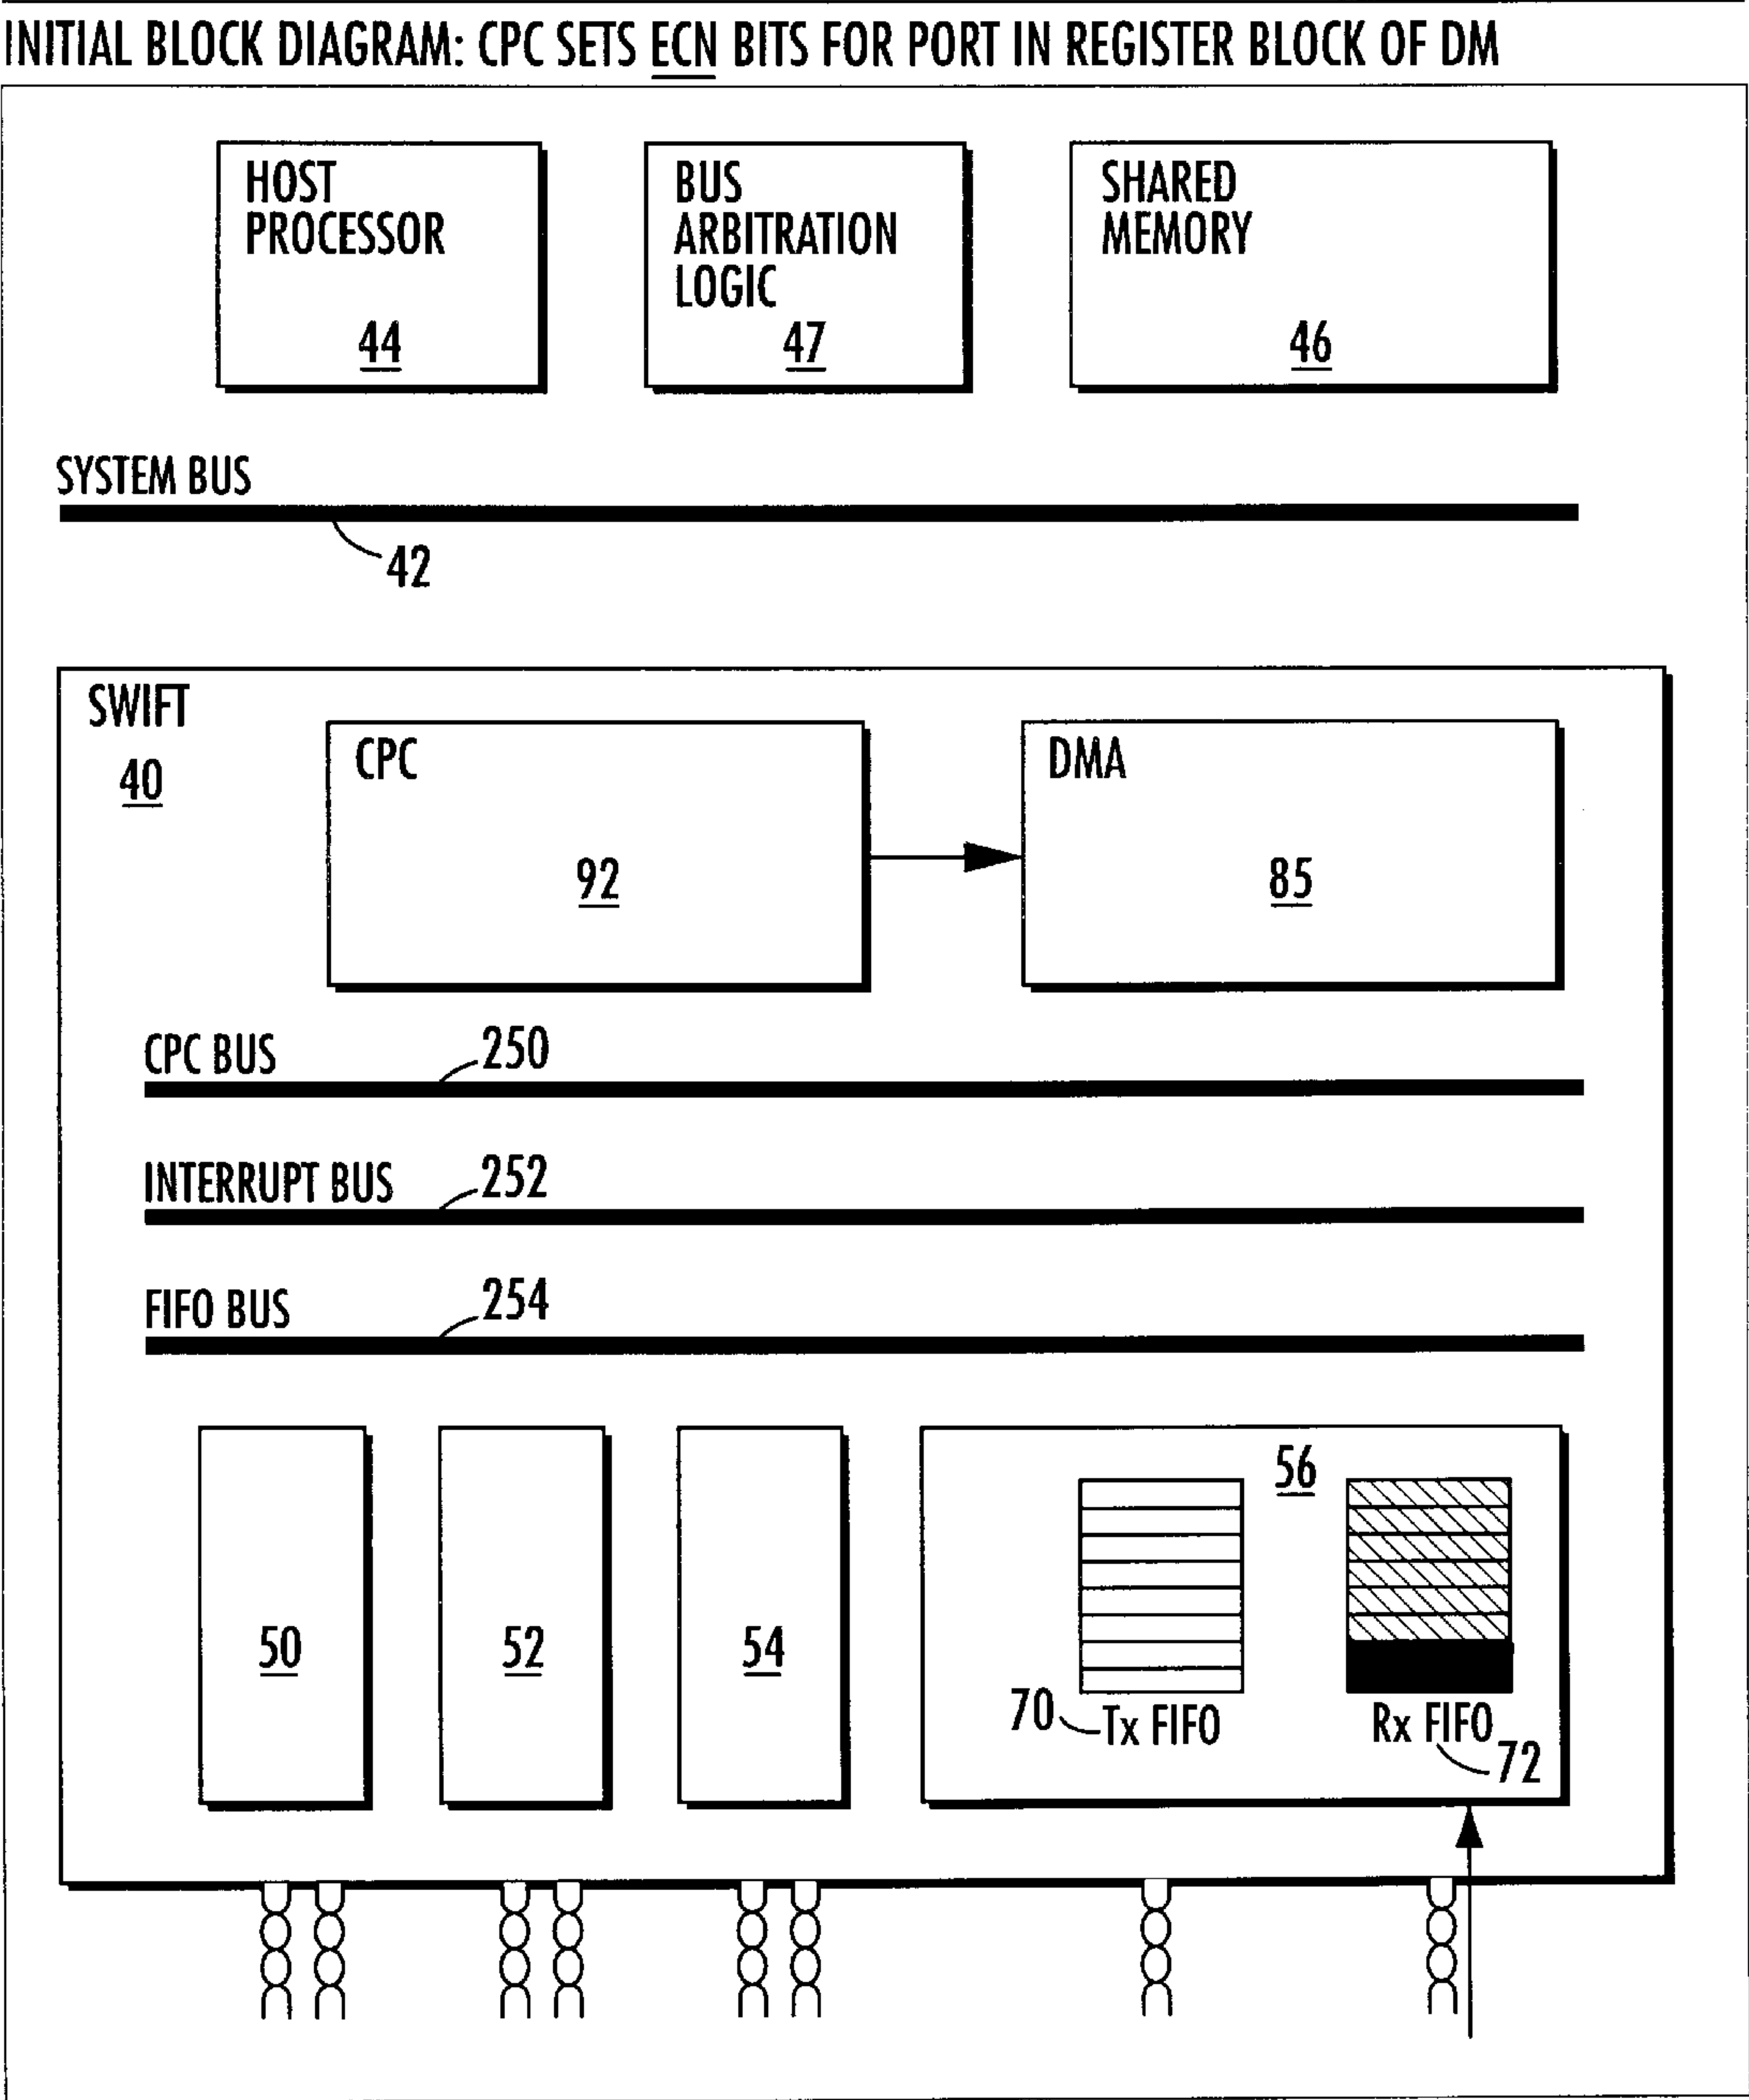 INITIAL BLOCK DIAGRAM: CPC SETS ECN BITS FOR PORT IN REGISTER BLOCK OF DM
HOST
PROCESSOR
44
BUS
ARBITRATION
LOGIC
47
SHARED
MEMORY
46
SYSTEM BUS
42
SWIFT
40
CPC
92
DMA
85
CPC BUS
250
INTERRUPT BUS
252
FIFO BUS
254
50
52
54
56
70
Tx FIFO
Rx FIFO
72